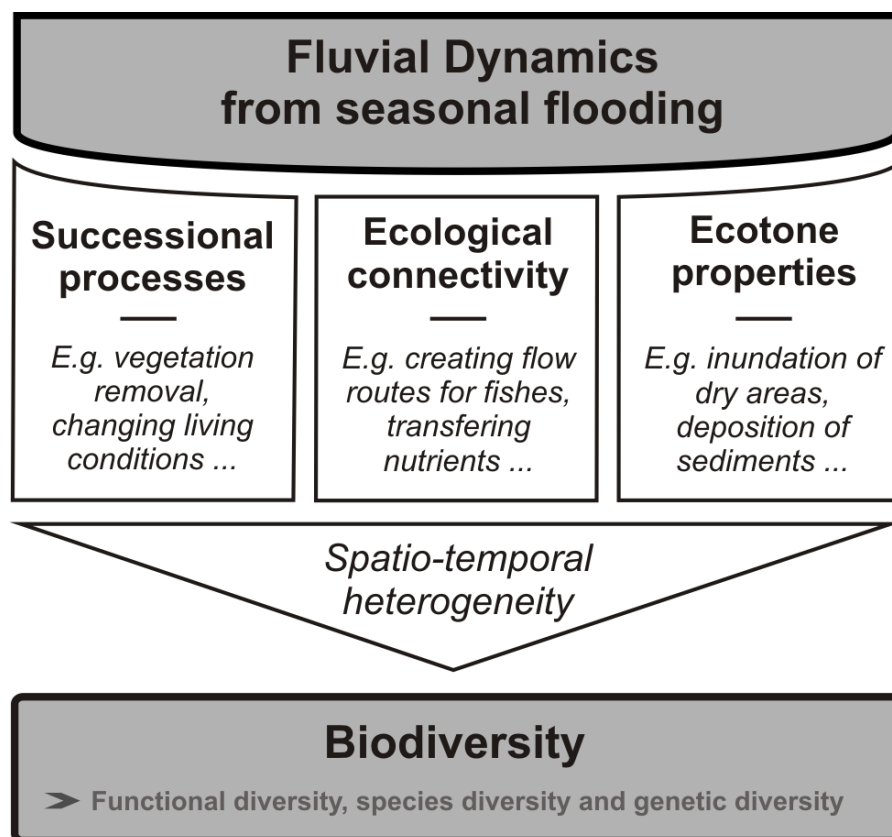 Fluvial Dynamics
from seasonal flooding
Successional
processes
E.g. vegetation
removal,
changing living
conditions ...
Ecological
connectivity
E.g. creating flow
routes for fishes,
transfering
nutrients ...
Ecotone
properties
E.g. inundation of
dry areas,
deposition of
sediments ...
Spatio-temporal
heterogeneity
Biodiversity
Functional diversity, species diversity and genetic diversity